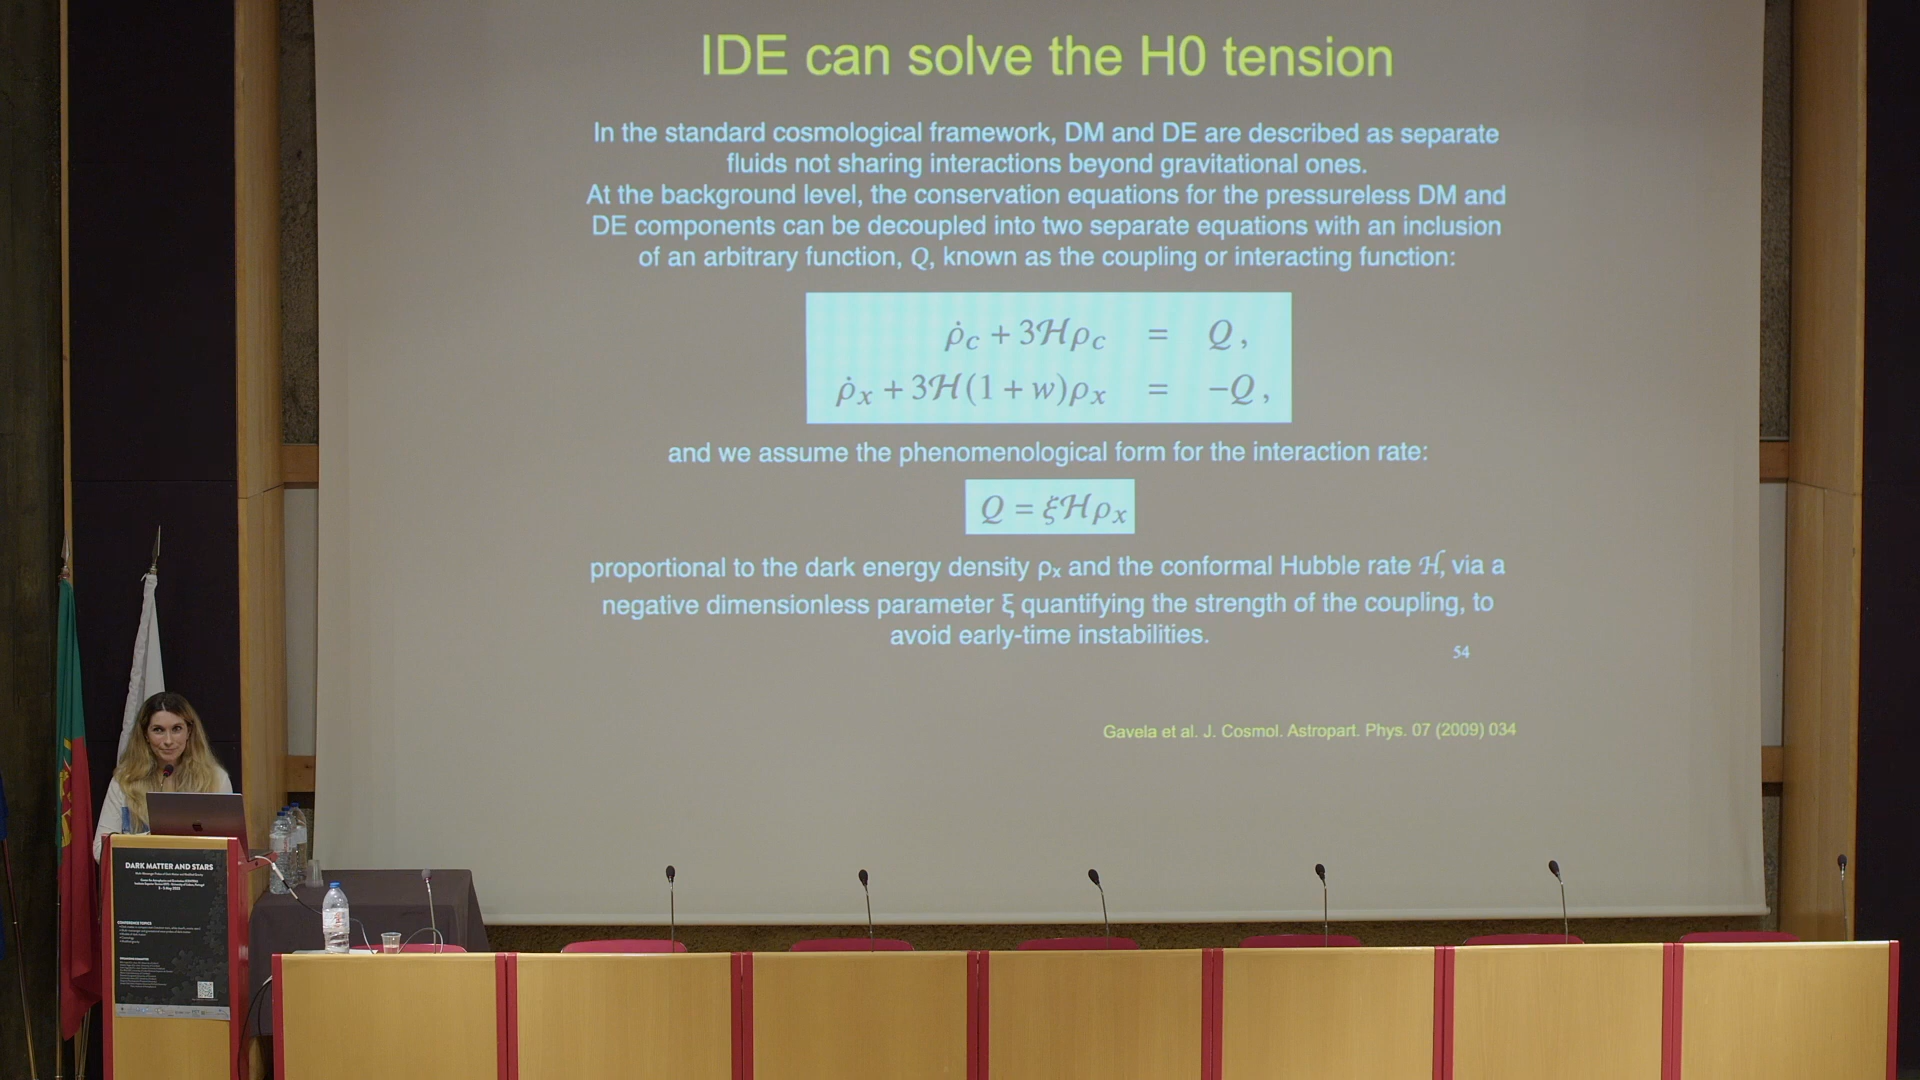 IDE can solve the H0 tension
In the standard cosmological framework, DM and DE are described as separate
fluids not sharing interactions beyond gravitational ones.
At the background level, the conservation equations for the pressureless DM and
DE components can be decoupled into two separate equations with an inclusion
of an arbitrary function, Q, known as the coupling or interacting function:
ρ̇c + 3ℋρc = Q ,
ρ̇x + 3ℋ(1 + w)ρx = −Q ,
and we assume the phenomenological form for the interaction rate:
Q = ξℋρx
proportional to the dark energy density ρx and the conformal Hubble rate ℋ, via a
negative dimensionless parameter ξ quantifying the strength of the coupling, to
avoid early-time instabilities.
54
Gavela et al. J. Cosmol. Astropart. Phys. 07 (2009) 034
DARK MATTER AND STARS
CONFERENCE TOPICS